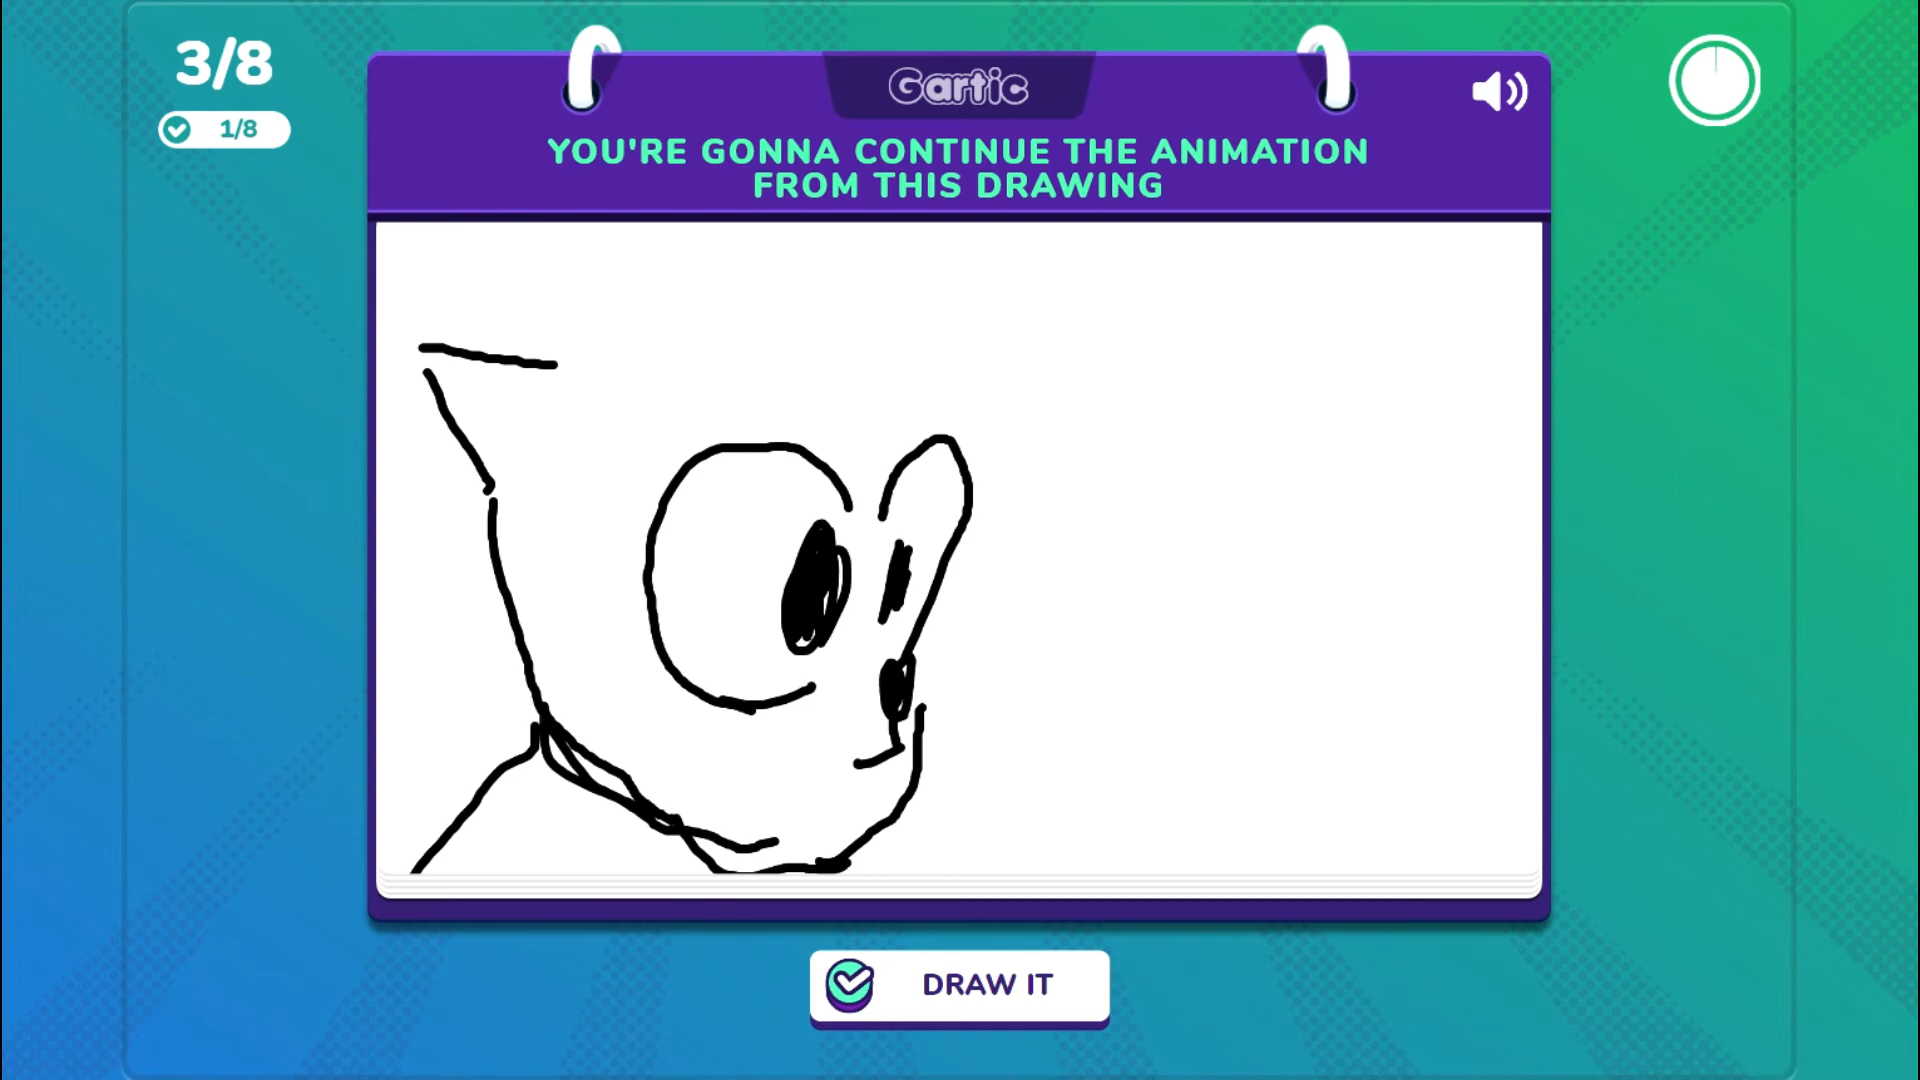 3/8
1/8
Gartic
YOU'RE GONNA CONTINUE THE ANIMATION
FROM THIS DRAWING
DRAW IT